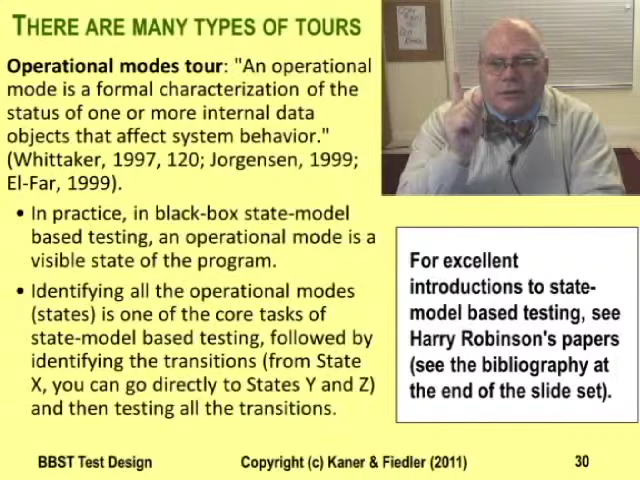 THERE ARE MANY TYPES OF TOURS
Operational modes tour: "An operational
mode is a formal characterization of the
status of one or more internal data
objects that affect system behavior."
(Whittaker, 1997, 120; Jorgensen, 1999;
El-Far, 1999).
• In practice, in black-box state-model
based testing, an operational mode is a
visible state of the program.
• Identifying all the operational modes
(states) is one of the core tasks of
state-model based testing, followed by
identifying the transitions (from State
X, you can go directly to States Y and Z)
and then testing all the transitions.
For excellent
introductions to state-
model based testing, see
Harry Robinson's papers
(see the bibliography at
the end of the slide set).
BBST Test Design
Copyright (c) Kaner & Fiedler (2011)
30